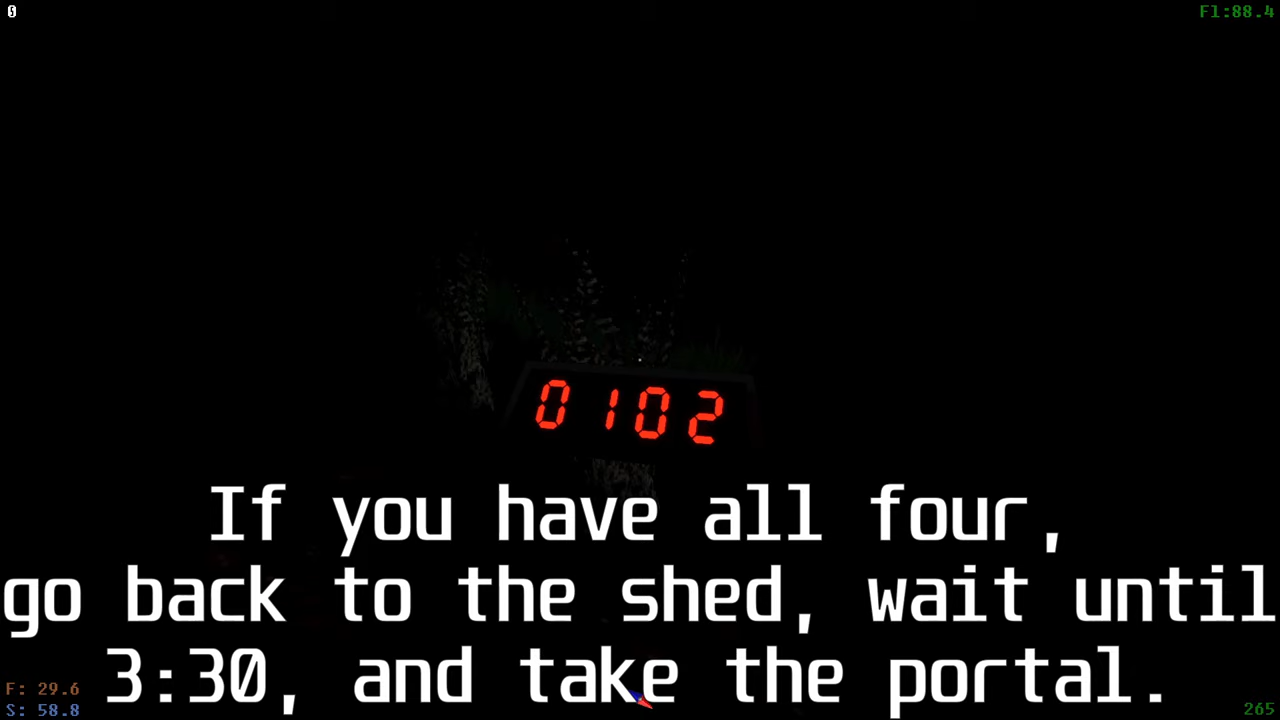 0
Fl:88.4
0102
If you have all four,
go back to the shed, wait until
3:30, and take the portal.
F: 29.6
S: 58.8
265